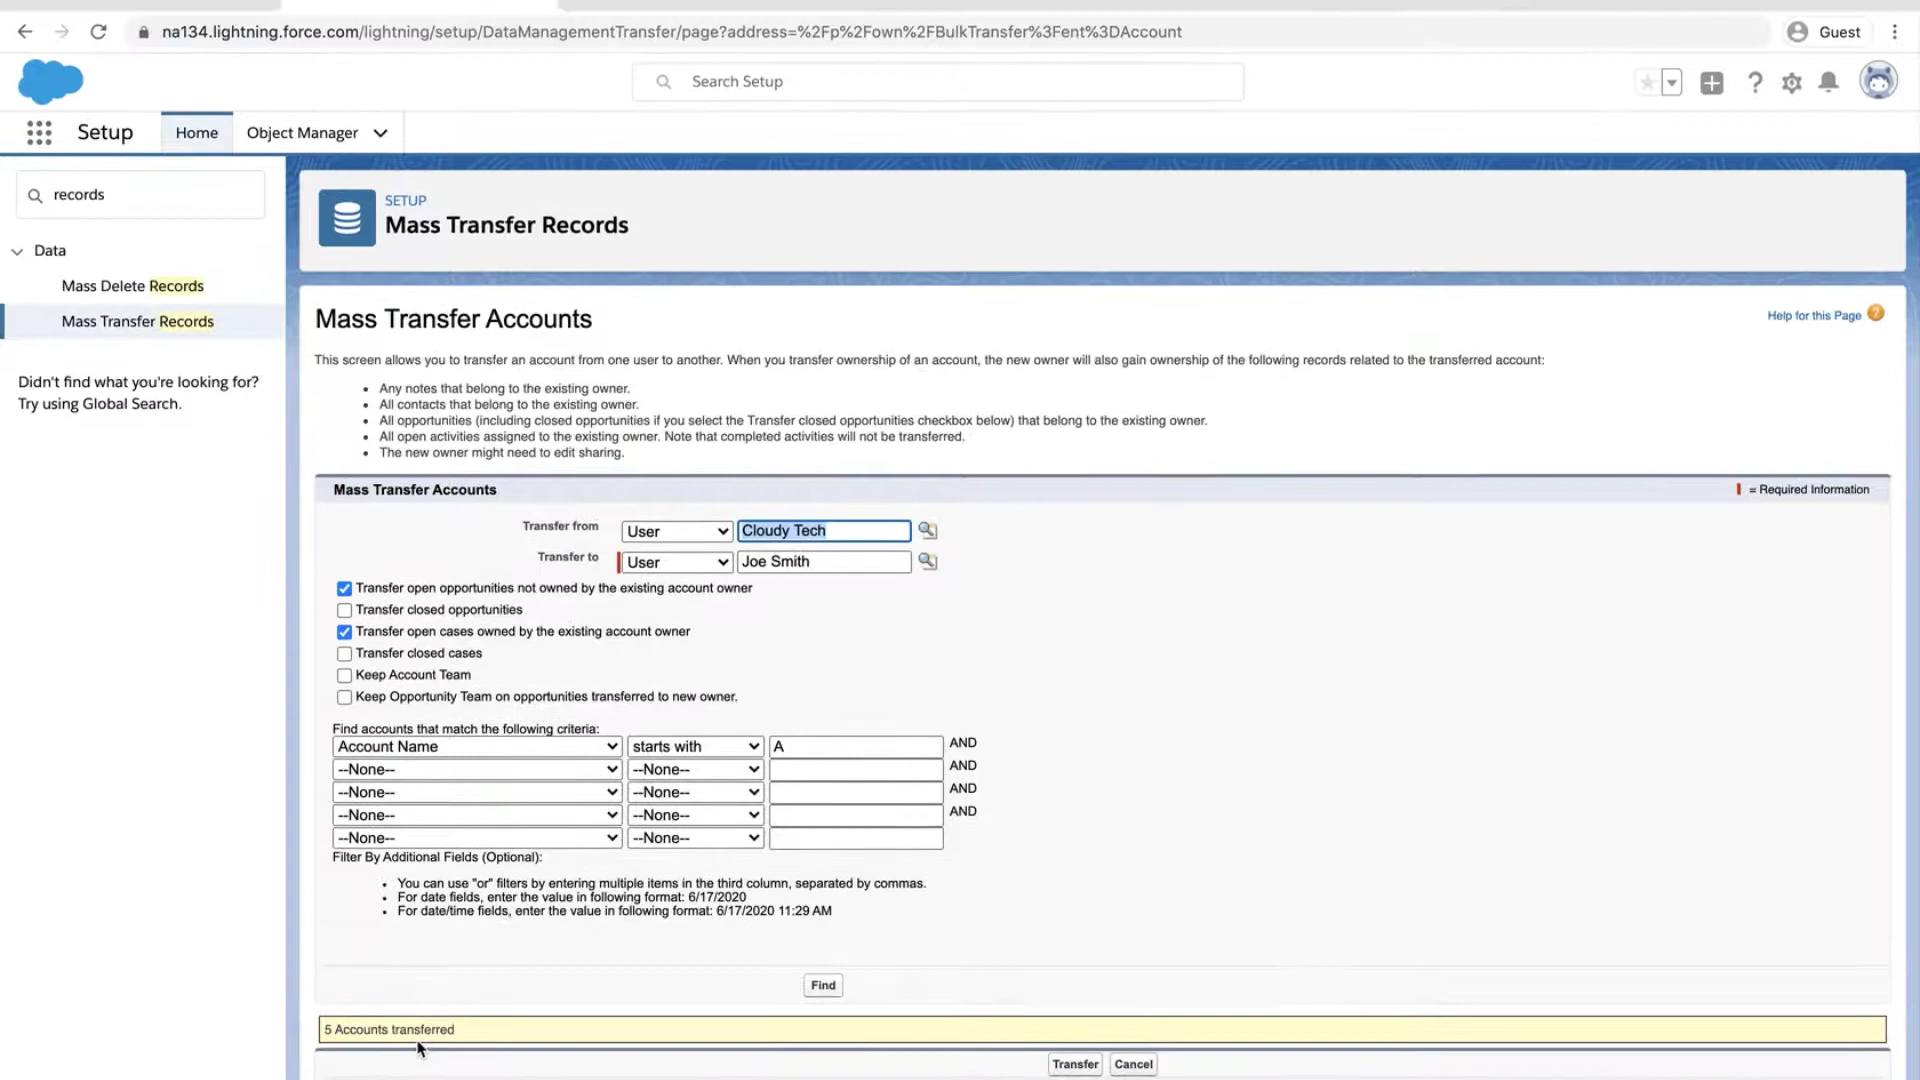 na134.lightning.force.com/lightning/setup/DataManagementTransfer/page?address=%2Fp%2Fown%2FBulkTransfer%3Fent%3DAccount
Guest
Search Setup
Setup
Home
Object Manager
records
Data
Mass Delete Records
Mass Transfer Records
Didn't find what you're looking for?
Try using Global Search.
SETUP
Mass Transfer Records
Mass Transfer Accounts
Help for this Page
This screen allows you to transfer an account from one user to another. When you transfer ownership of an account, the new owner will also gain ownership of the following records related to the transferred account:
• Any notes that belong to the existing owner.
• All contacts that belong to the existing owner.
• All opportunities (including closed opportunities if you select the Transfer closed opportunities checkbox below) that belong to the existing owner.
• All open activities assigned to the existing owner. Note that completed activities will not be transferred.
• The new owner might need to edit sharing.
Mass Transfer Accounts
= Required Information
Transfer from User Cloudy Tech
Transfer to User Joe Smith
Transfer open opportunities not owned by the existing account owner
Transfer closed opportunities
Transfer open cases owned by the existing account owner
Transfer closed cases
Keep Account Team
Keep Opportunity Team on opportunities transferred to new owner.
Find accounts that match the following criteria:
Account Name starts with A AND
--None-- --None-- AND
--None-- --None-- AND
--None-- --None-- AND
--None-- --None--
Filter By Additional Fields (Optional):
• You can use "or" filters by entering multiple items in the third column, separated by commas.
• For date fields, enter the value in following format: 6/17/2020
• For date/time fields, enter the value in following format: 6/17/2020 11:29 AM
Find
5 Accounts transferred
Transfer Cancel